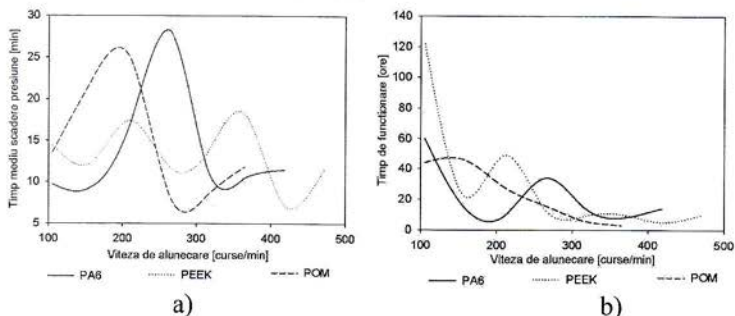 Timp mediu scadere presiune [min]
30
25
20
15
10
5
100 200 300 400 500
Viteza de alunecare [curse/min]
PA6 PEEK POM
a)
Timp de functionare [ore]
140
120
100
80
60
40
20
0
100 200 300 400 500
Viteza de alunecare [curse/min]
PA6 PEEK POM
b)